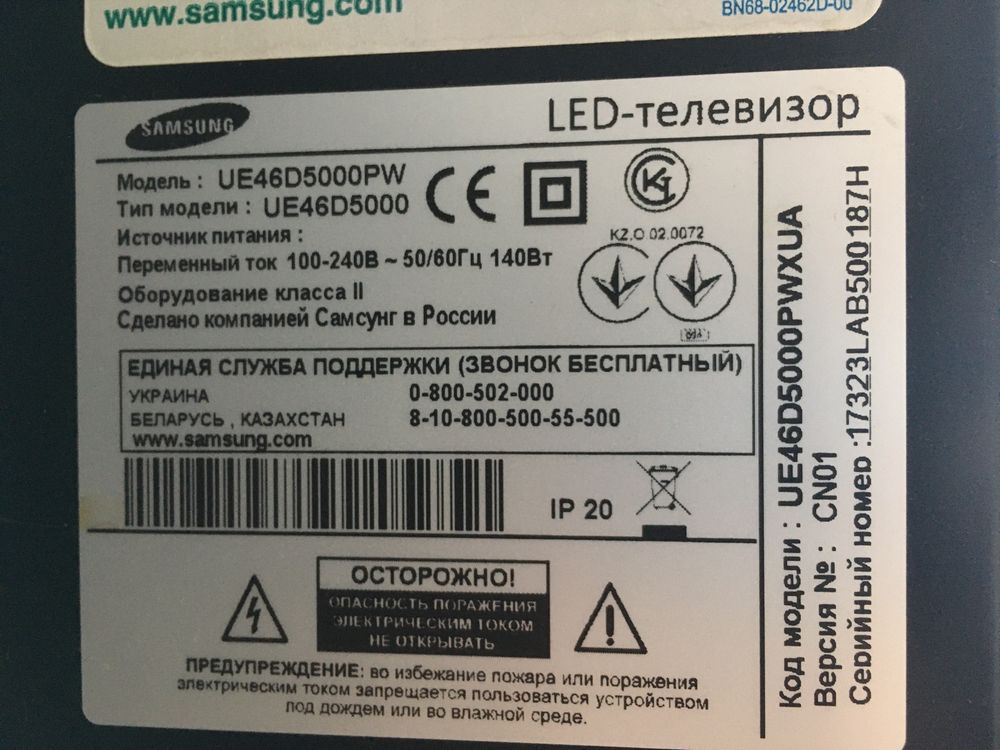 www.samsung.com
BN68-02462D-00
SAMSUNG
LED-телевизор
Модель : UE46D5000PW
Тип модели : UE46D5000
Источник питания :
Переменный ток 100-240В ~ 50/60Гц 140Вт
Оборудование класса II
Сделано компанией Самсунг в России
CE
KZ.O.02.0072
ЕДИНАЯ СЛУЖБА ПОДДЕРЖКИ (ЗВОНОК БЕСПЛАТНЫЙ)
УКРАИНА 0-800-502-000
БЕЛАРУСЬ , КАЗАХСТАН 8-10-800-500-55-500
www.samsung.com
IP 20
ОСТОРОЖНО!
ОПАСНОСТЬ ПОРАЖЕНИЯ
ЭЛЕКТРИЧЕСКИМ ТОКОМ
НЕ ОТКРЫВАТЬ
ПРЕДУПРЕЖДЕНИЕ: во избежание пожара или поражения
электрическим током запрещается пользоваться устройством
под дождем или во влажной среде.
Код модели : UE46D5000PWXUA
Версия № : CN01
Серийный номер :17323LAB500187H